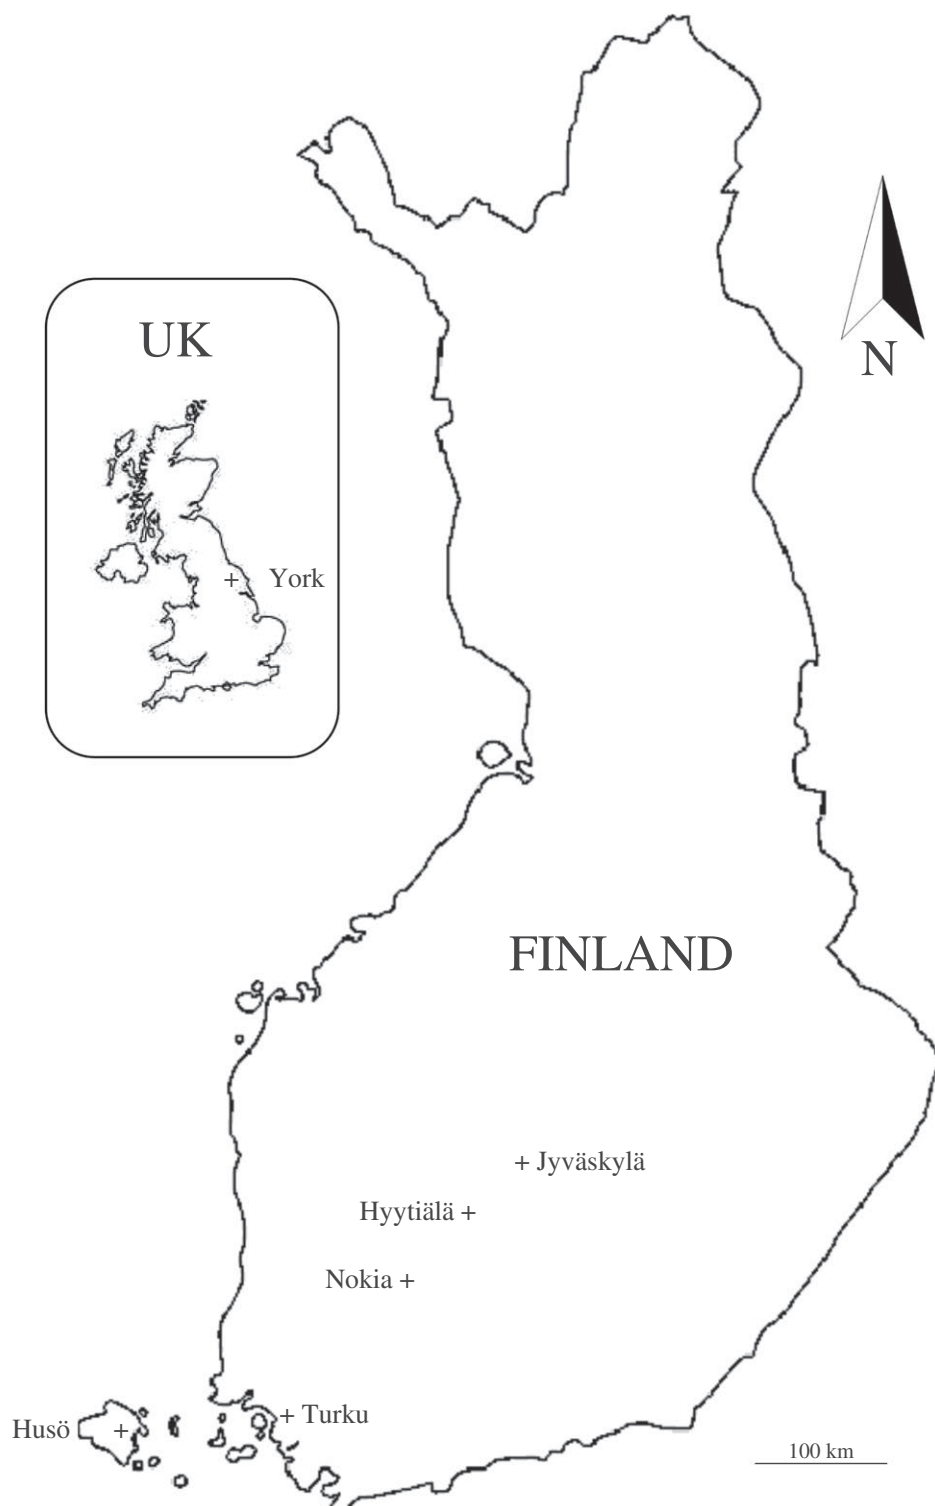 UK
N
York
FINLAND
+ Jyväskylä
Hyytiälä +
Nokia +
+ Turku
Husö +
100 km